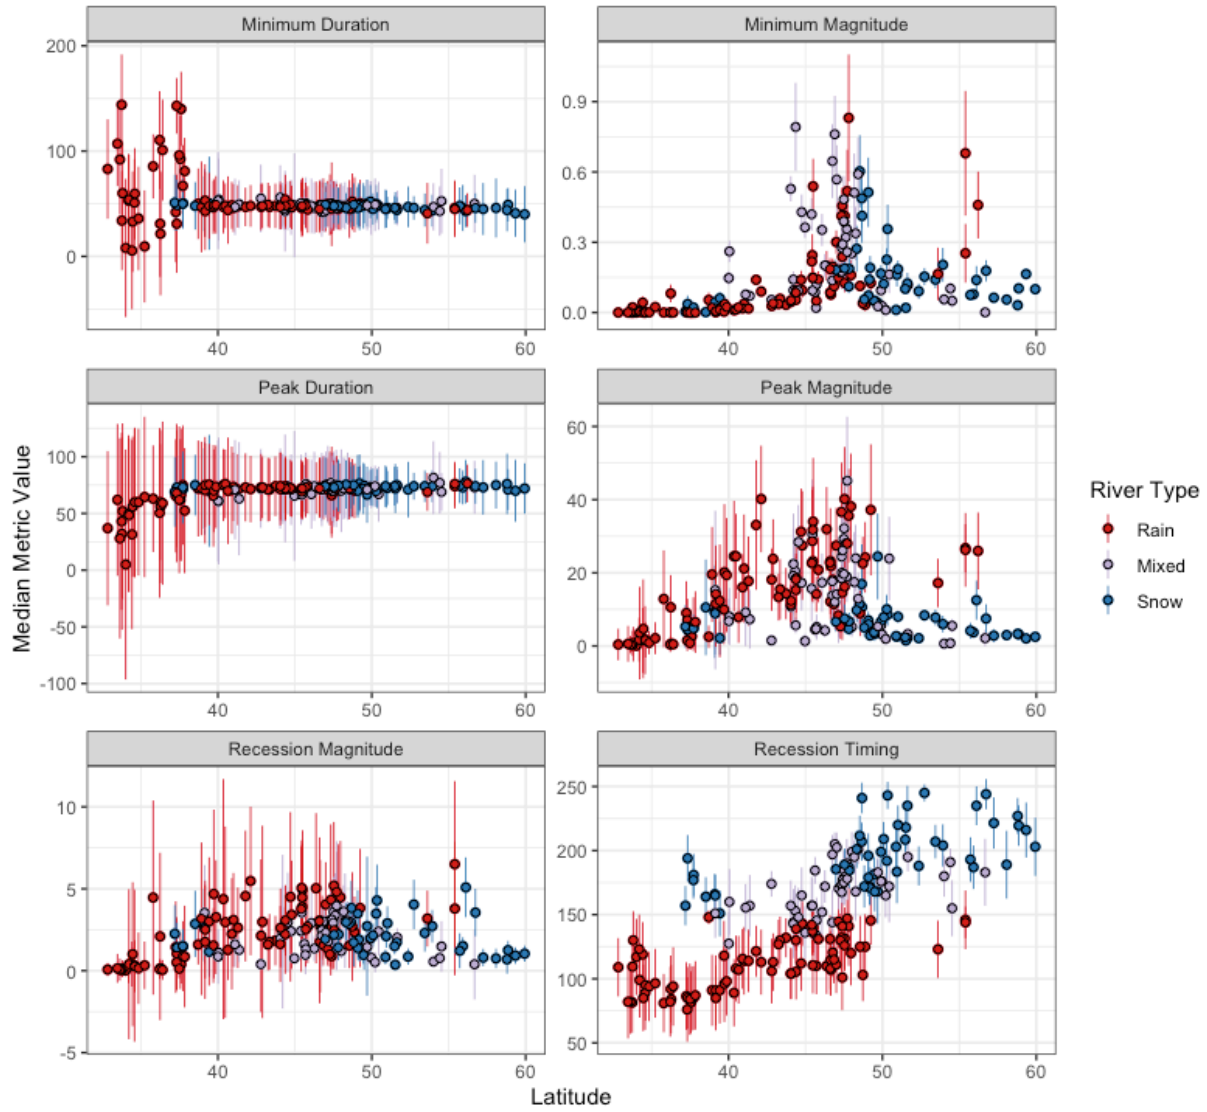 Minimum Duration
Minimum Magnitude
200
100
0
40 50 60
0.9
0.6
0.3
0.0
40 50 60
Peak Duration
Peak Magnitude
100
50
0
-50
-100
40 50 60
60
40
20
0
40 50 60
Recession Magnitude
Recession Timing
10
5
0
-5
40 50 60
250
200
150
100
50
40 50 60
Median Metric Value
Latitude
River Type
Rain
Mixed
Snow